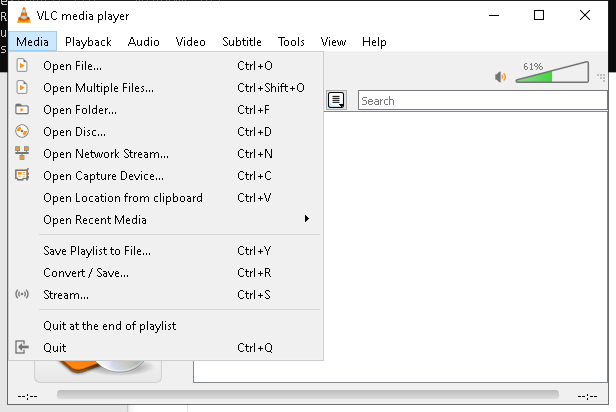 VLC media player
Media Playback Audio Video Subtitle Tools View Help
Open File... Ctrl+O
Open Multiple Files... Ctrl+Shift+O
Open Folder... Ctrl+F
Open Disc... Ctrl+D
Open Network Stream... Ctrl+N
Open Capture Device... Ctrl+C
Open Location from clipboard Ctrl+V
Open Recent Media
Save Playlist to File... Ctrl+Y
Convert / Save... Ctrl+R
Stream... Ctrl+S
Quit at the end of playlist
Quit Ctrl+Q
61%
Search
--:-- --:--